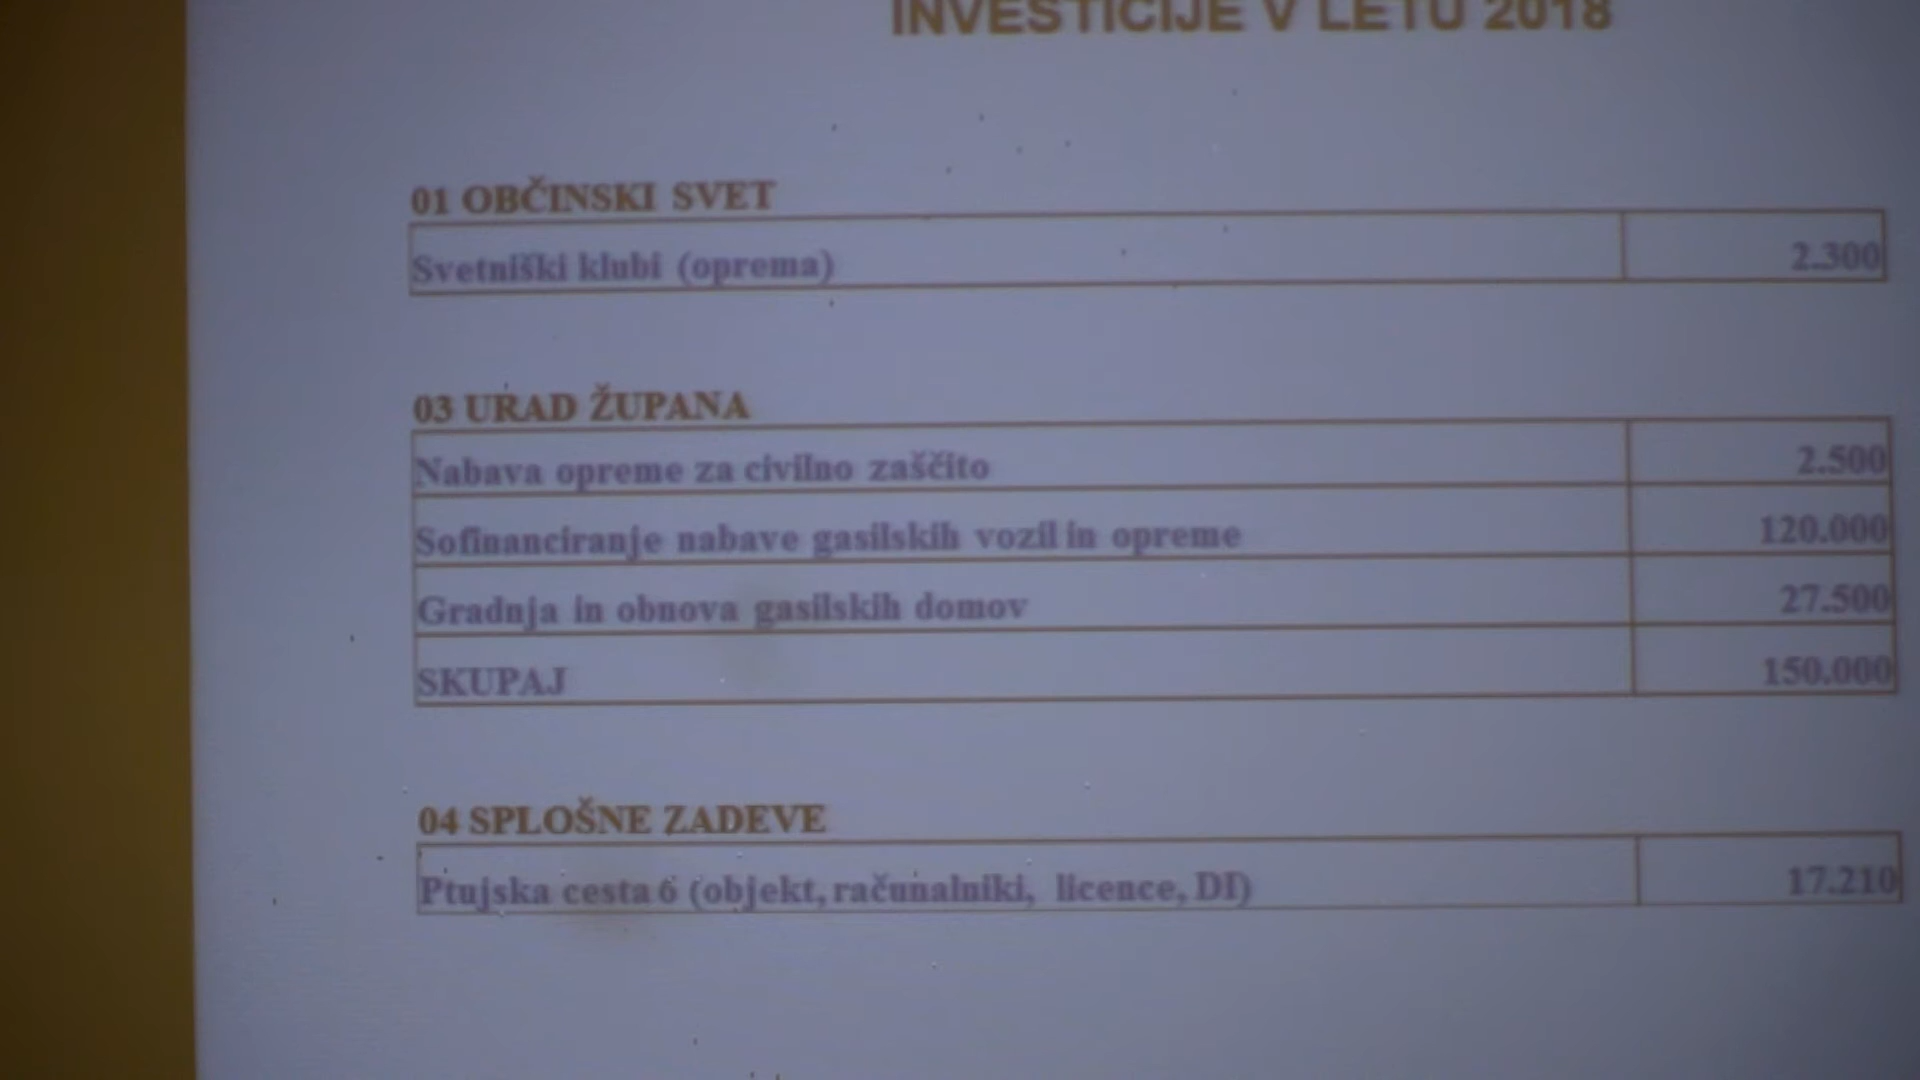 INVESTICIJE V LETU 2018
01 OBČINSKI SVET
Svetniški klubi (oprema) 2.300
03 URAD ŽUPANA
Nabava opreme za civilno zaščito 2.500
Sofinanciranje nabave gasilskih vozil in opreme 120.000
Gradnja in obnova gasilskih domov 27.500
SKUPAJ 150.000
04 SPLOŠNE ZADEVE
Ptujska cesta 6 (objekt, računalniki, licence, DI) 17.210